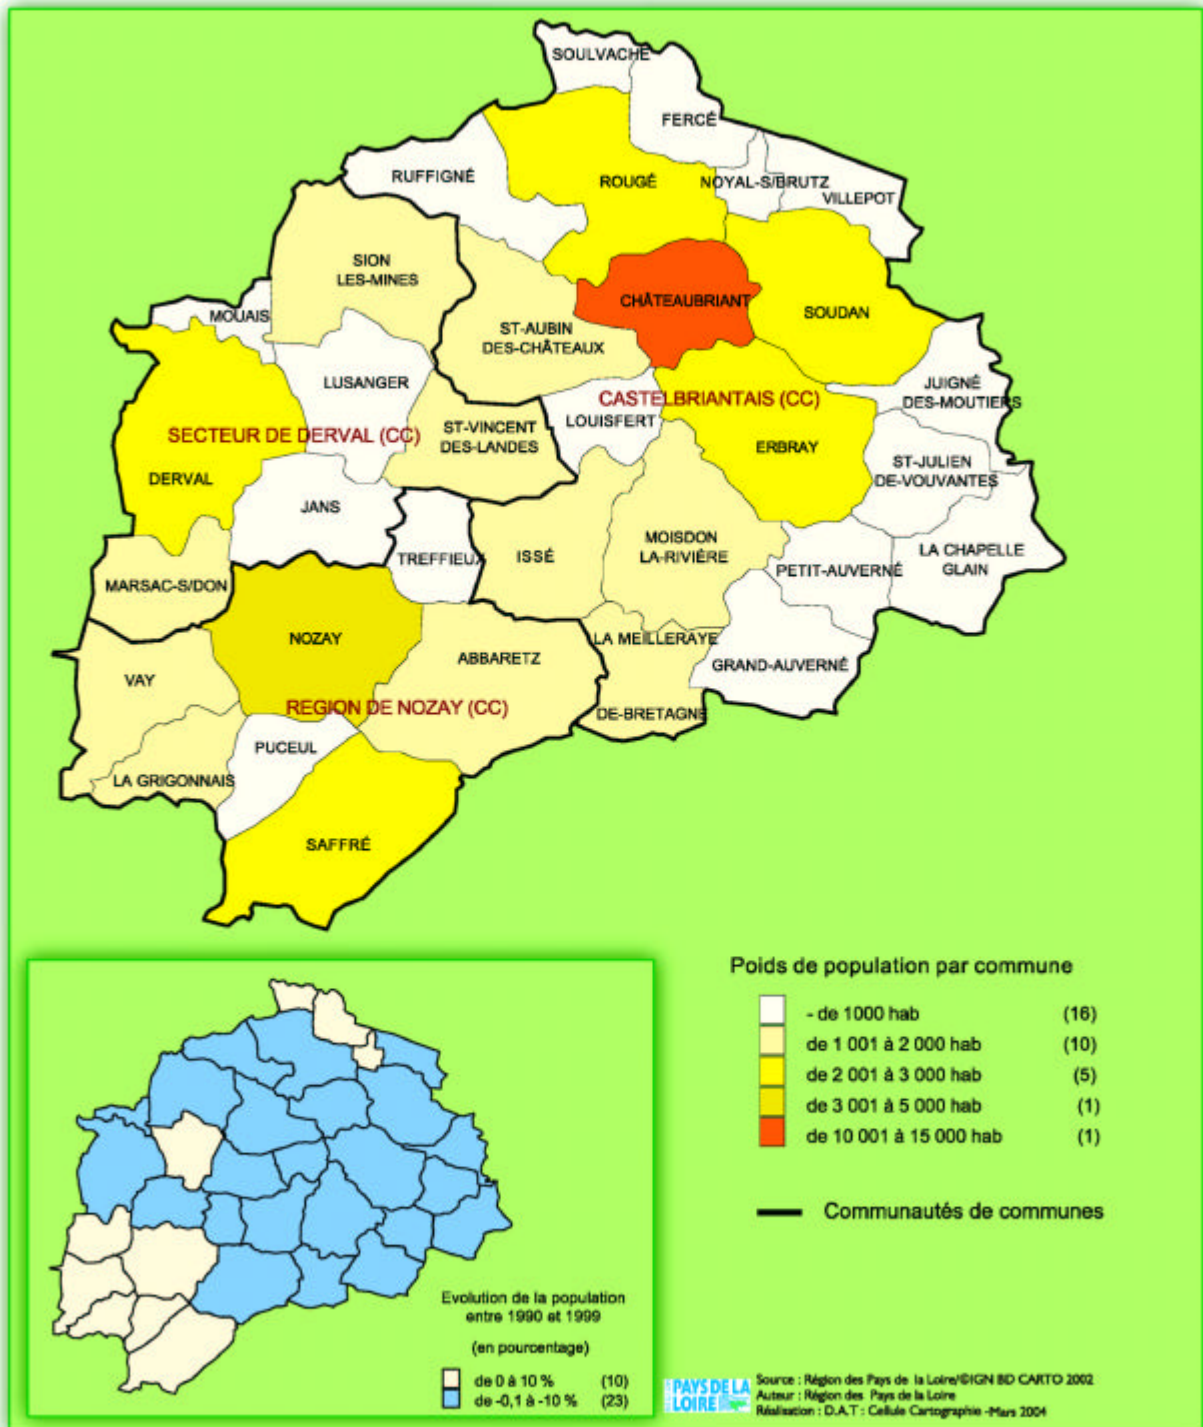 SOULVACHE
FERCÉ
RUFFIGNÉ
ROUGÉ
NOYAL-S/BRUTZ
VILLEPOT
SION
LES-MINES
CHÂTEAUBRIANT
SOUDAN
MOUAIS
ST-AUBIN
DES-CHÂTEAUX
LUSANGER
JUIGNÉ
DES-MOUTIERS
CASTELBRIANTAIS (CC)
LOUISFERT
SECTEUR DE DERVAL (CC)
ST-VINCENT
DES-LANDES
ERBRAY
ST-JULIEN
DE-VOUVANTES
DERVAL
JANS
TREFFIEUX
ISSÉ
MOISDON
LA-RIVIÈRE
LA CHAPELLE
GLAIN
PETIT-AUVERNÉ
MARSAC-S/DON
NOZAY
LA MEILLERAYE
DE-BRETAGNE
ABBARETZ
GRAND-AUVERNÉ
VAY
REGION DE NOZAY (CC)
PUCEUL
LA GRIGONNAIS
SAFFRÉ
Poids de population par commune
- de 1000 hab (16)
de 1 001 à 2 000 hab (10)
de 2 001 à 3 000 hab (5)
de 3 001 à 5 000 hab (1)
de 10 001 à 15 000 hab (1)
Communautés de communes
Evolution de la population
entre 1990 et 1999
(en pourcentage)
de 0 à 10 % (10)
de -0,1 à -10 % (23)
PAYS DE LA
LOIRE
Source : Région des Pays de la Loire/©IGN BD CARTO 2002
Auteur : Région des Pays de la Loire
Réalisation : D.A.T : Cellule Cartographie -Mars 2004